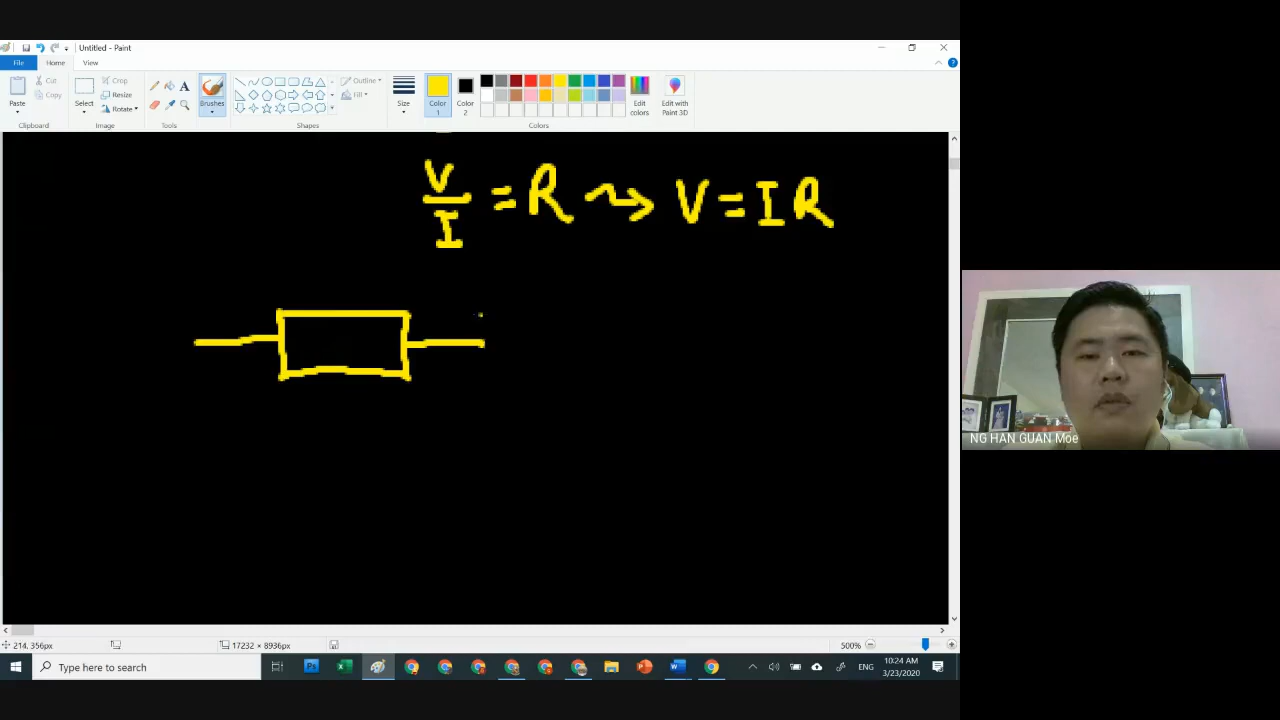 Untitled - Paint
File Home View
Paste
Cut
Copy
Clipboard
Select
Crop
Resize
Rotate
Image
Tools
Brushes
Outline
Fill
Shapes
Size
Color 1
Color 2
Edit colors
Edit with Paint 3D
Colors
V/I = R ⇝ V = I R
NG HAN GUAN Moe
214, 356px
17232 × 8936px
500%
Type here to search
ENG
10:24 AM
3/23/2020